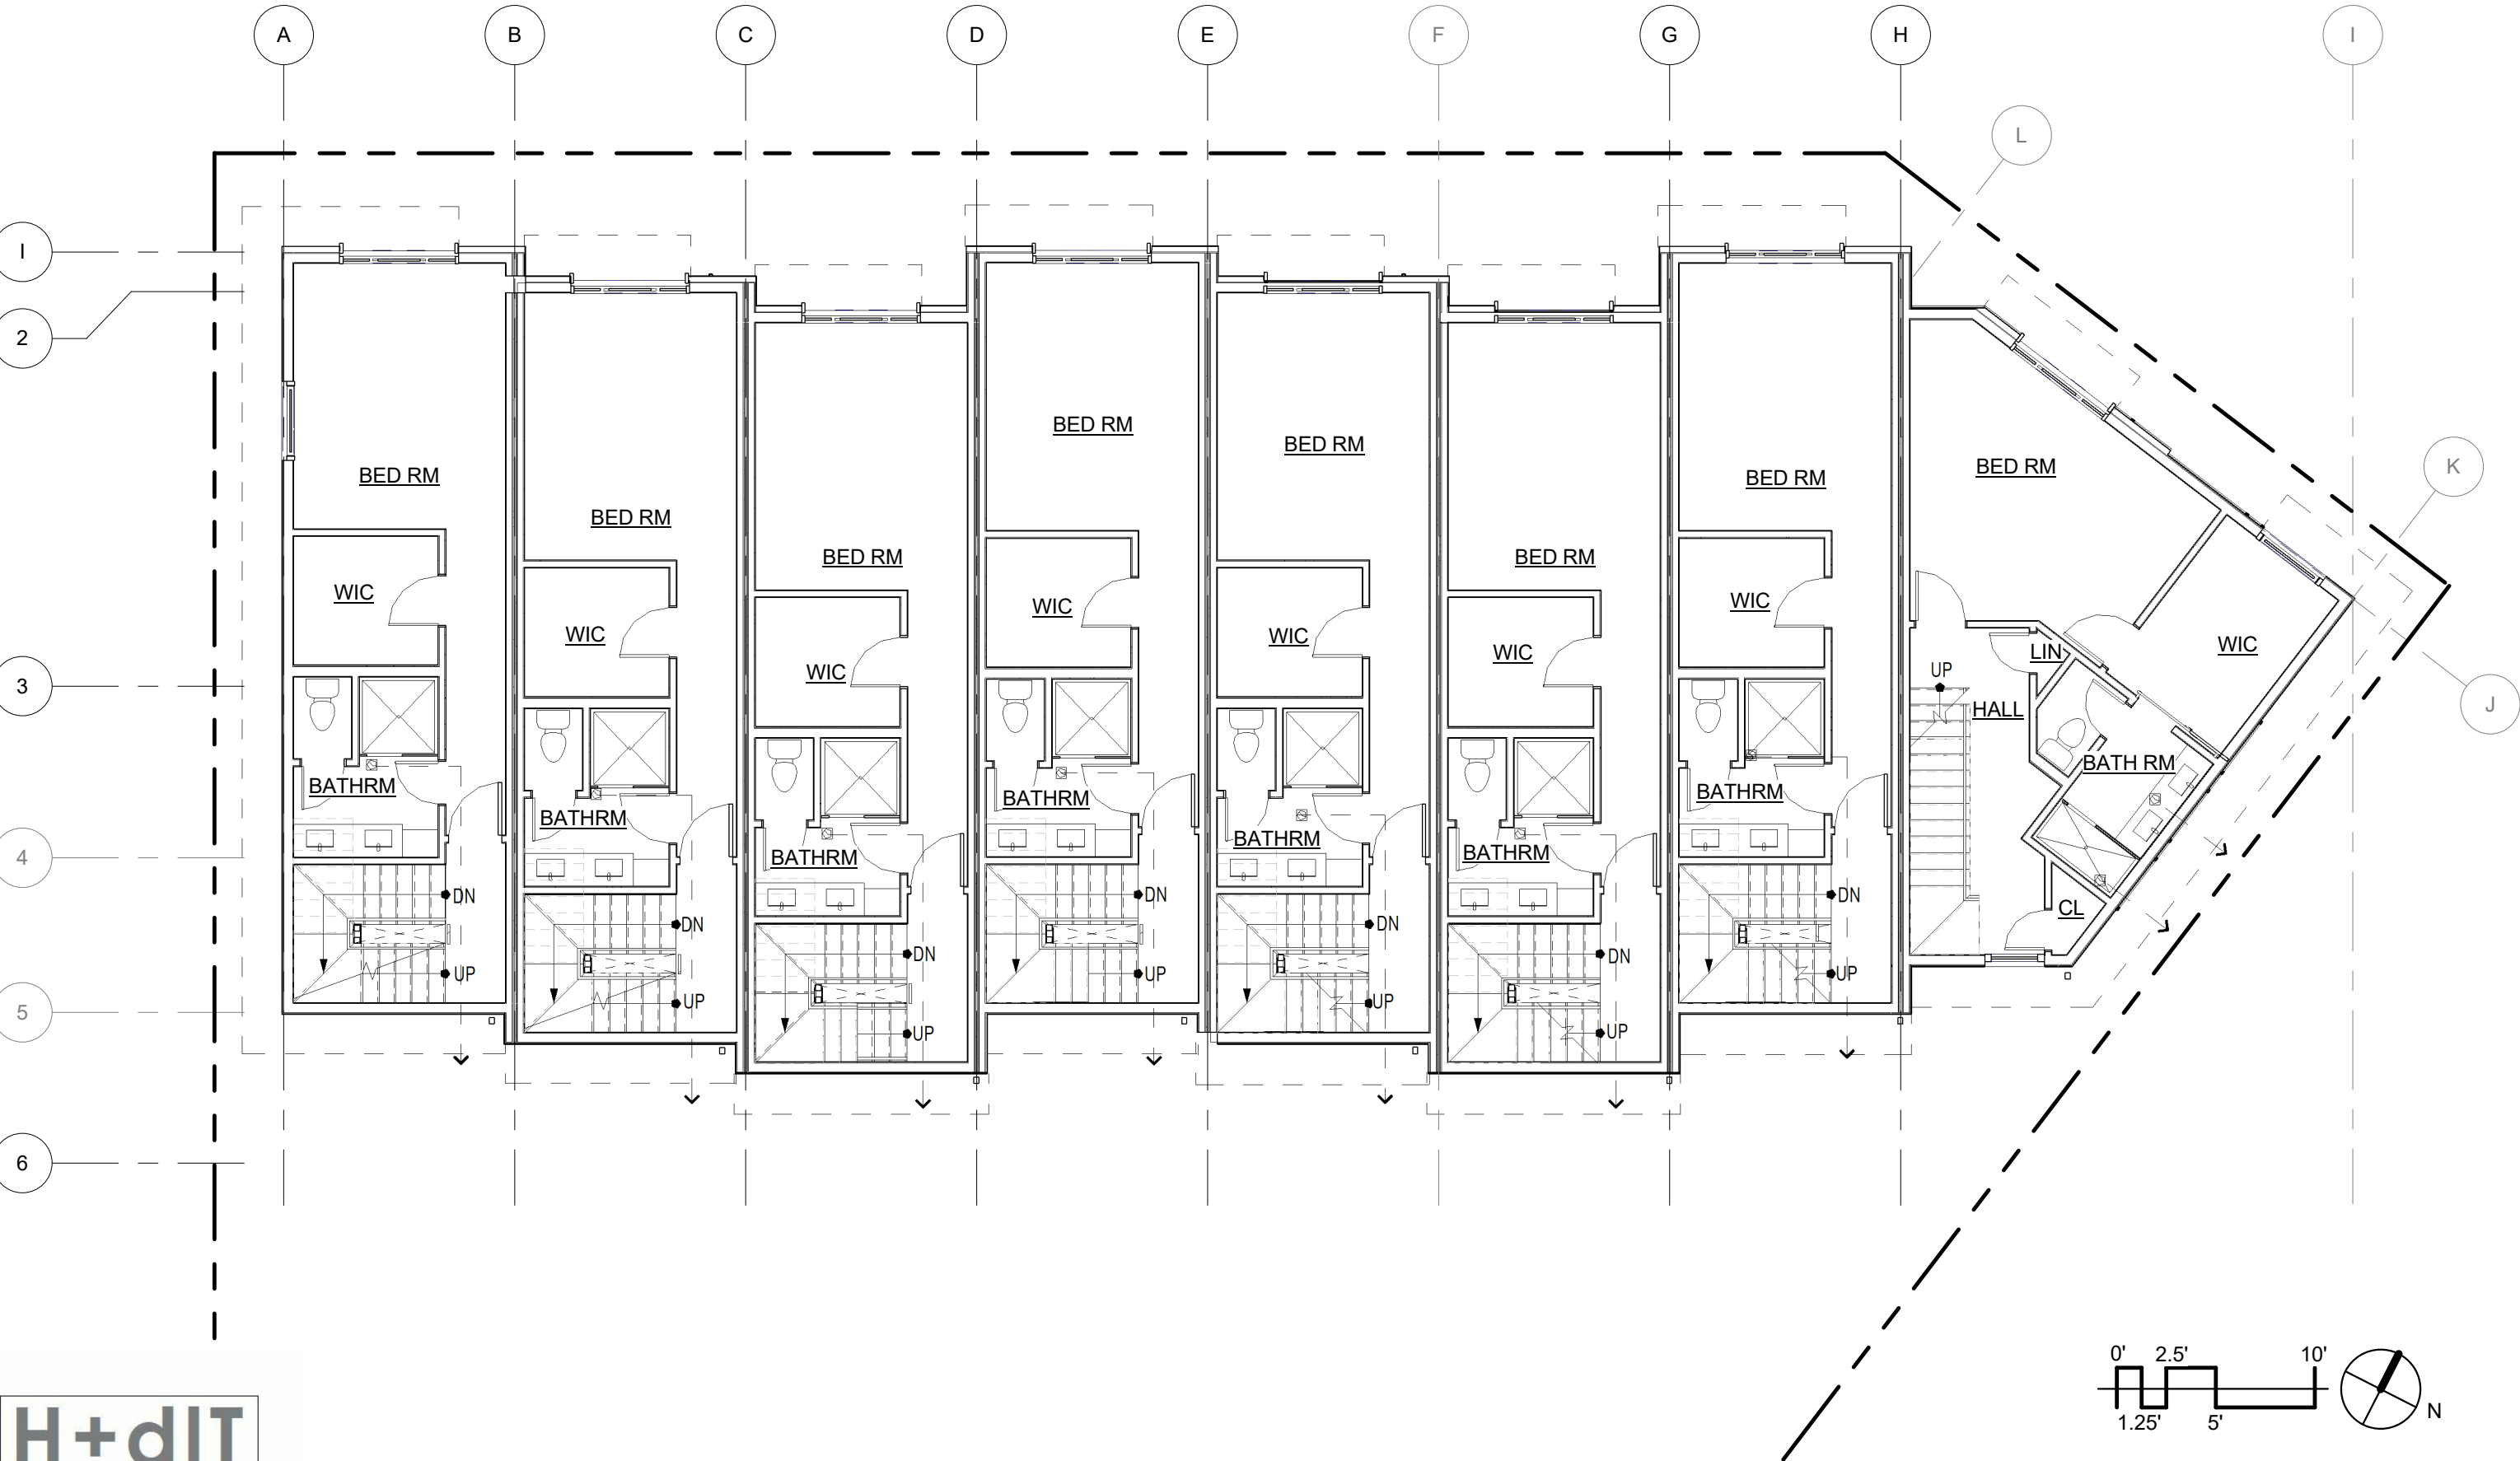 A B C D E F G H I
L
I
2
K
BED RM BED RM
BED RM
BED RM
BED RM BED RM
BED RM
BED RM
WIC WIC WIC
WIC WIC
LIN WIC
WIC WIC
UP
3
J
HALL
BATH RM
BATHRM BATHRM BATHRM
BATHRM BATHRM
BATHRM BATHRM
4
DN DN DN
CL
DN DN
DN DN
UP UP UP
UP UP
UP UP
5
6
0' 2.5' 10'
1.25' 5'
N
H+dIT